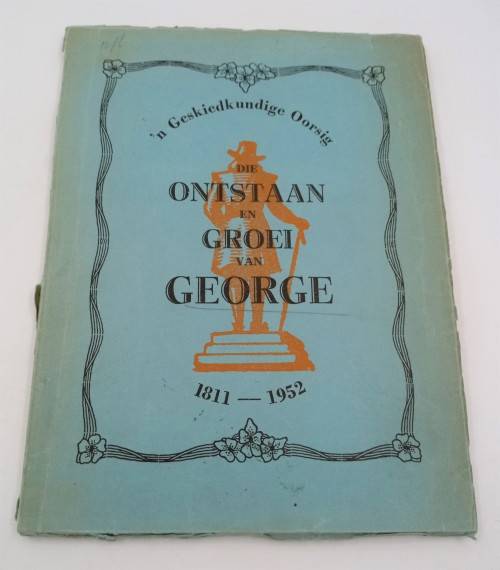 'n Geskiedkundige Oorsig
DIE
ONTSTAAN
EN
GROEI
VAN
GEORGE
1811 — 1952